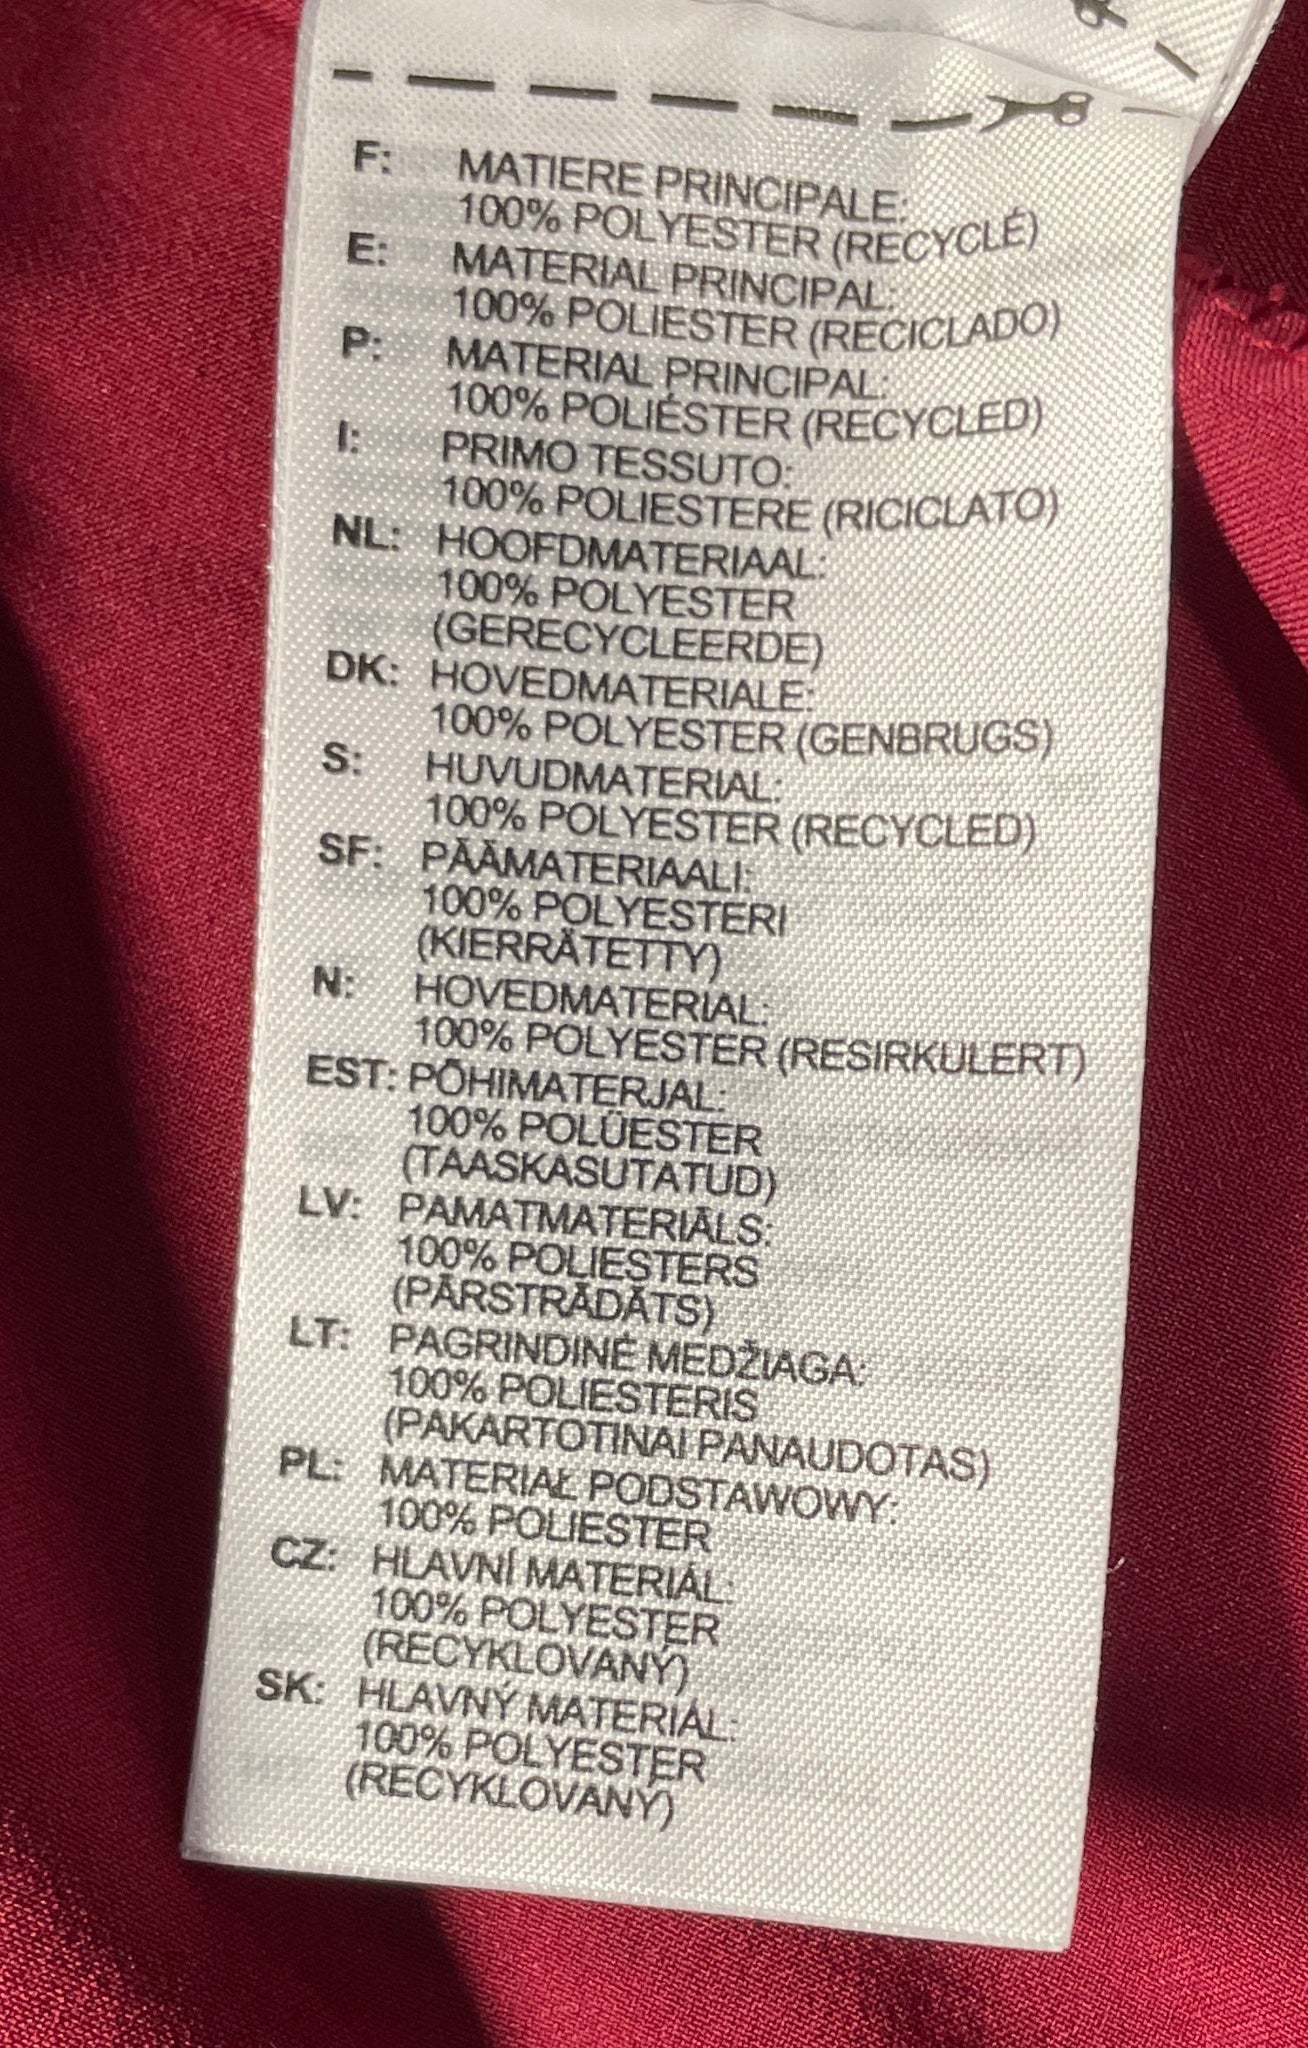 F: MATIERE PRINCIPALE:
100% POLYESTER (RECYCLÉ)
E: MATERIAL PRINCIPAL:
100% POLIESTER (RECICLADO)
P: MATERIAL PRINCIPAL:
100% POLIÉSTER (RECYCLED)
I: PRIMO TESSUTO:
100% POLIESTERE (RICICLATO)
NL: HOOFDMATERIAAL:
100% POLYESTER
(GERECYCLEERDE)
DK: HOVEDMATERIALE:
100% POLYESTER (GENBRUGS)
S: HUVUDMATERIAL:
100% POLYESTER (RECYCLED)
SF: PÄÄMATERIAALI:
100% POLYESTERI
(KIERRÄTETTY)
N: HOVEDMATERIAL:
100% POLYESTER (RESIRKULERT)
EST: PÕHIMATERJAL:
100% POLÜESTER
(TAASKASUTATUD)
LV: PAMATMATERIĀLS:
100% POLIESTERS
(PĀRSTRĀDĀTS)
LT: PAGRINDINĖ MEDŽIAGA:
100% POLIESTERIS
(PAKARTOTINAI PANAUDOTAS)
PL: MATERIAŁ PODSTAWOWY:
100% POLIESTER
CZ: HLAVNÍ MATERIÁL:
100% POLYESTER
(RECYKLOVANÝ)
SK: HLAVNÝ MATERIÁL:
100% POLYESTER
(RECYKLOVANÝ)